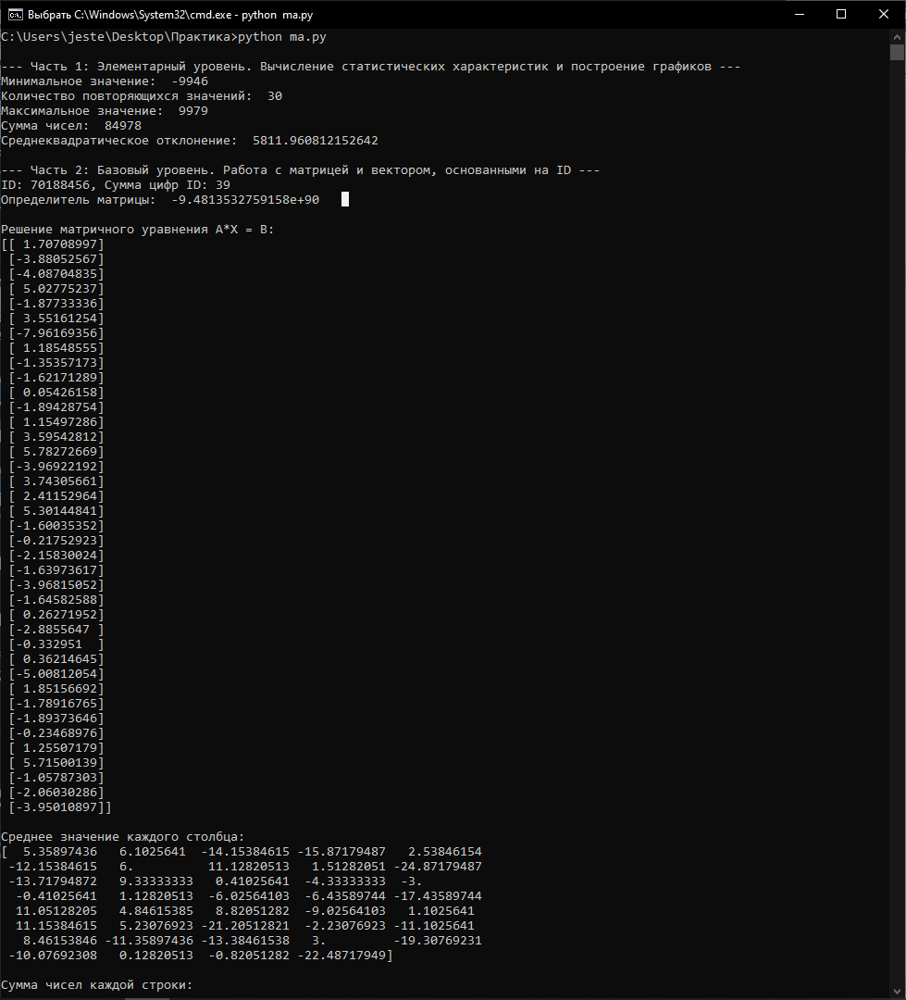 Выбрать C:\Windows\System32\cmd.exe - python  ma.py
C:\Users\jeste\Desktop\Практика>python ma.py
--- Часть 1: Элементарный уровень. Вычисление статистических характеристик и построение графиков ---
Минимальное значение:  -9946
Количество повторяющихся значений:  30
Максимальное значение:  9979
Сумма чисел:  84978
Среднеквадратическое отклонение:  5811.960812152642
--- Часть 2: Базовый уровень. Работа с матрицей и вектором, основанными на ID ---
ID: 70188456, Сумма цифр ID: 39
Определитель матрицы:  -9.4813532759158e+90
Решение матричного уравнения A*X = B:
[[ 1.70708997]
 [-3.88052567]
 [-4.08704835]
 [ 5.02775237]
 [-1.87733336]
 [ 3.55161254]
 [-7.96169356]
 [ 1.18548555]
 [-1.35357173]
 [-1.62171289]
 [ 0.05426158]
 [-1.89428754]
 [ 1.15497286]
 [ 3.59542812]
 [ 5.78272669]
 [-3.96922192]
 [ 3.74305661]
 [ 2.41152964]
 [ 5.30144841]
 [-1.60035352]
 [-0.21752923]
 [-2.15830024]
 [-1.63973617]
 [-3.96815052]
 [-1.64582588]
 [ 0.26271952]
 [-2.8855647 ]
 [-0.332951  ]
 [ 0.36214645]
 [-5.00812054]
 [ 1.85156692]
 [-1.78916765]
 [-1.89373646]
 [-0.23468976]
 [ 1.25507179]
 [ 5.71500139]
 [-1.05787303]
 [-2.06030286]
 [-3.95010897]]
Среднее значение каждого столбца:
[  5.35897436   6.1025641  -14.15384615 -15.87179487   2.53846154
 -12.15384615   6.          11.12820513   1.51282051 -24.87179487
 -13.71794872   9.33333333   0.41025641  -4.33333333  -3.
  -0.41025641   1.12820513  -6.02564103  -6.43589744 -17.43589744
  11.05128205   4.84615385   8.82051282  -9.02564103   1.1025641
  11.15384615   5.23076923 -21.20512821  -2.23076923 -11.1025641
   8.46153846 -11.35897436 -13.38461538   3.         -19.30769231
 -10.07692308   0.12820513  -0.82051282 -22.48717949]
Сумма чисел каждой строки: